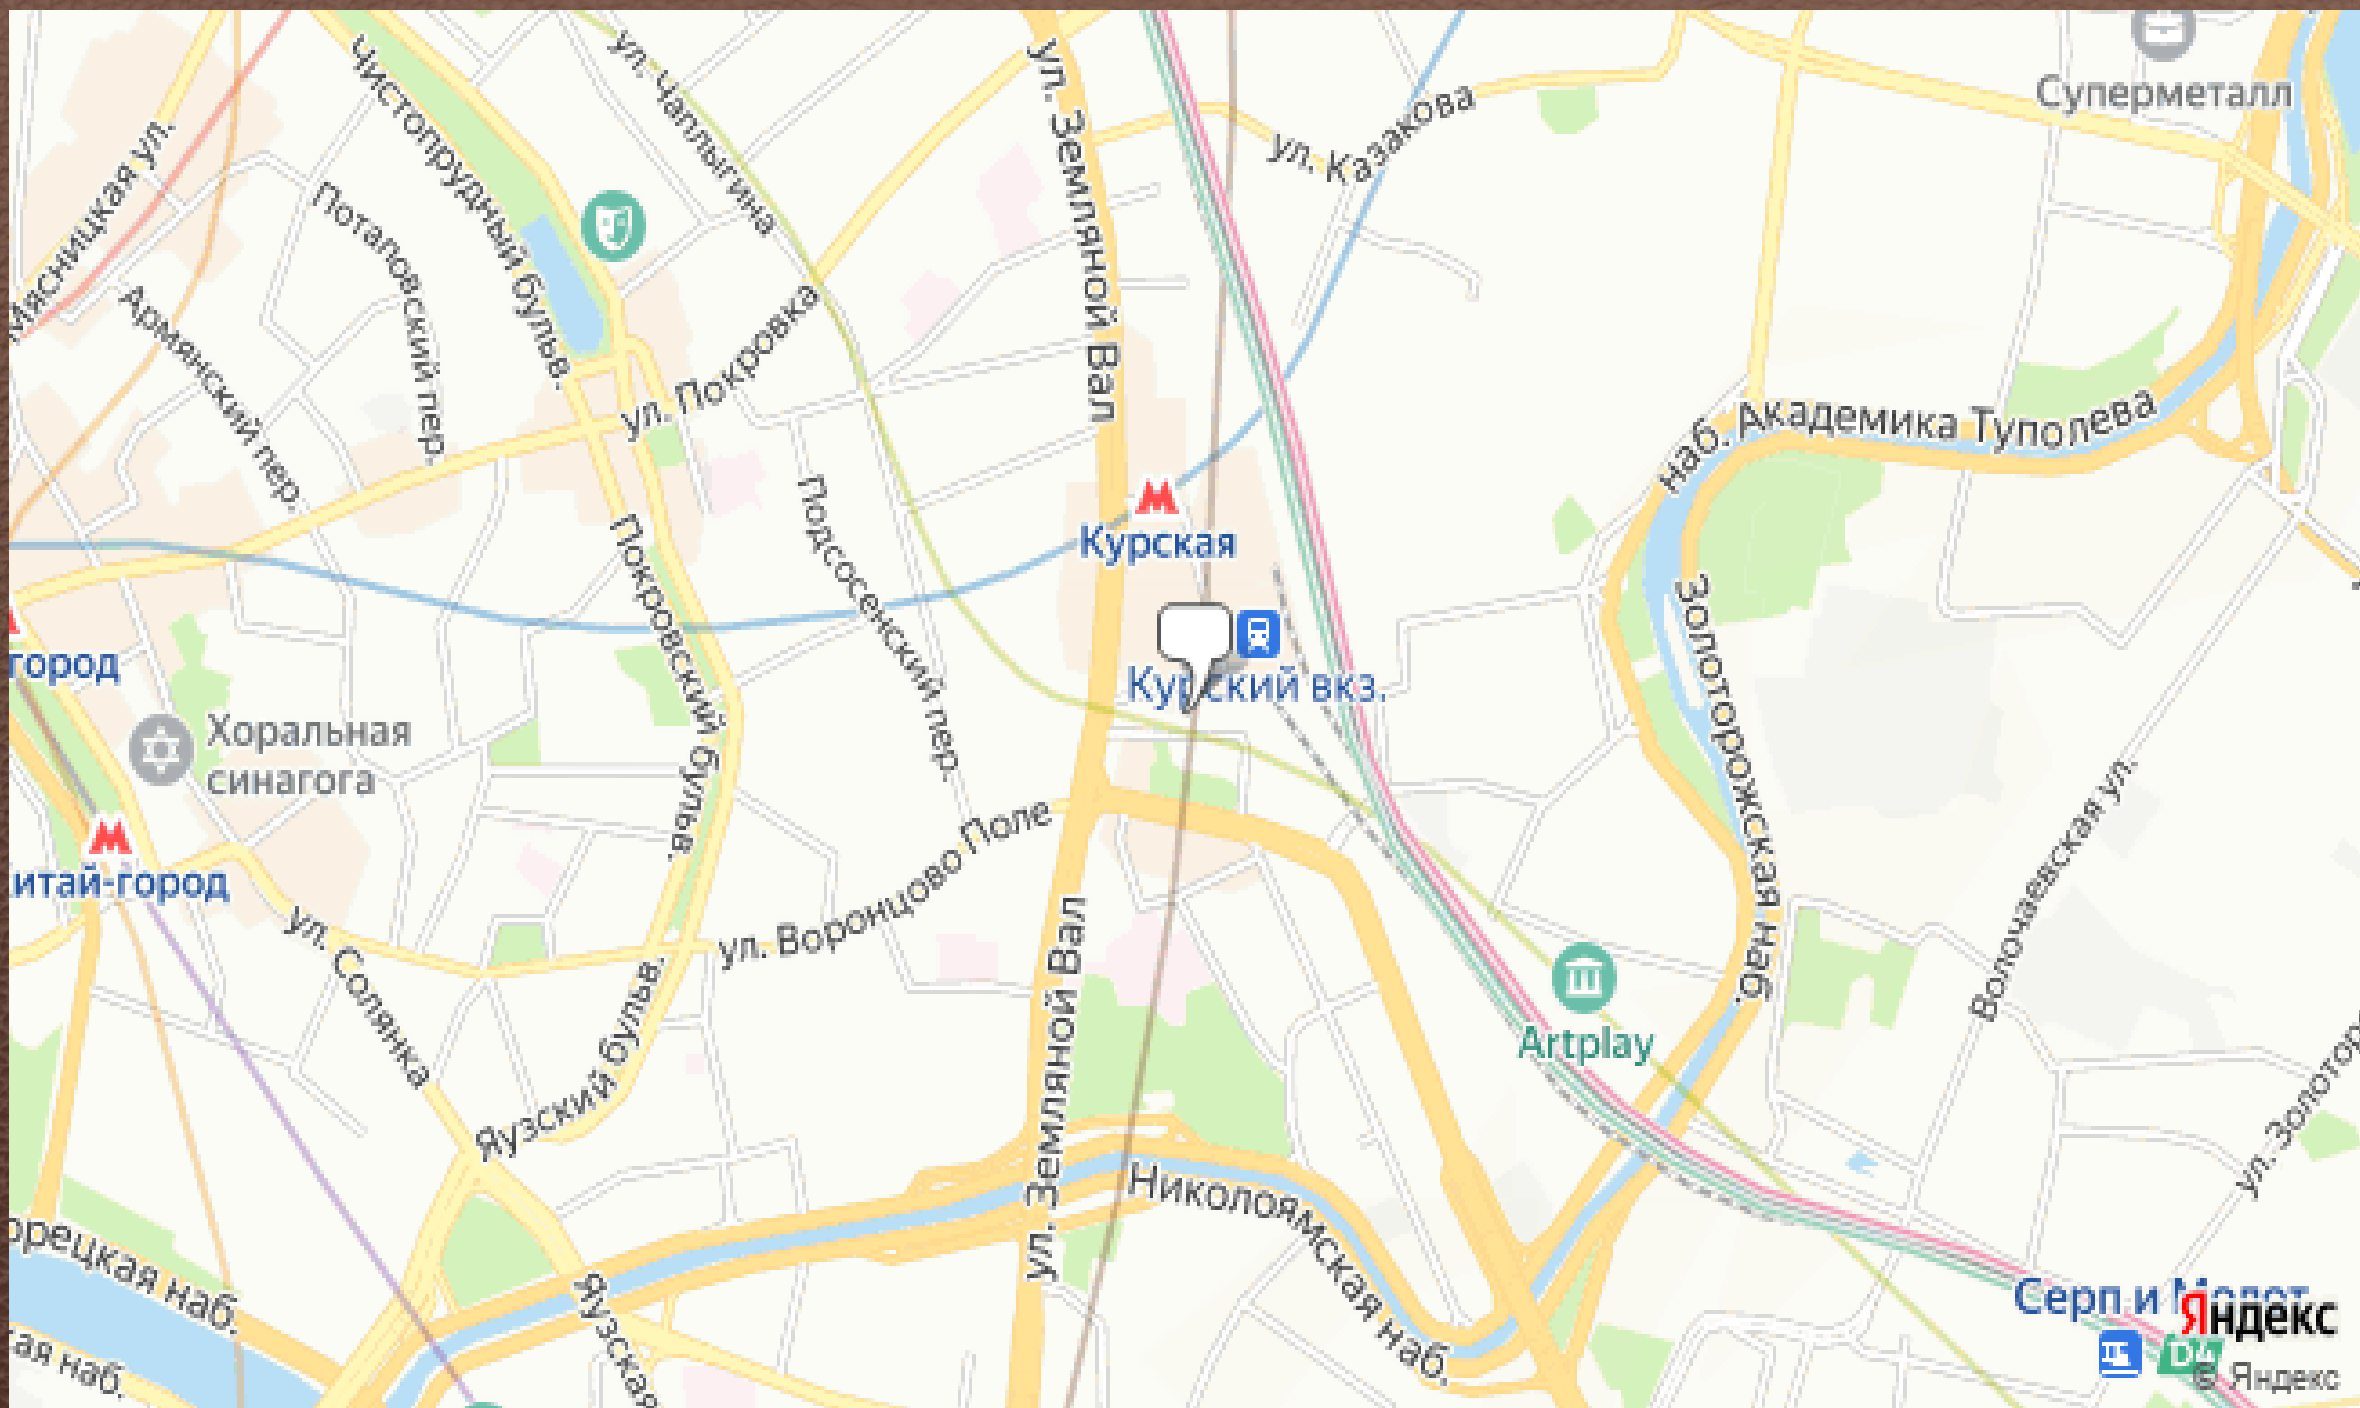 Чистопрудный бульв.
ул. Чаплыгина
ул. Земляной Вал
ул. Казакова
Суперметалл
Мясницкая ул.
Потаповский пер.
Армянский пер.
ул. Покровка
наб. Академика Туполева
Курская
Подсосенский пер.
Покровский бульв.
город
Курский вкз.
Золоторожская наб.
Хоральная
синагога
Волочаевская ул.
итай-город
ул. Воронцово Поле
ул. Солянка
ул. Земляной Вал
Artplay
Яузский бульв.
ул. Золотор
Николоямская наб.
орецкая наб.
Яузская
ая наб.
Серп и Молот
Яндекс
D4
© Яндекс